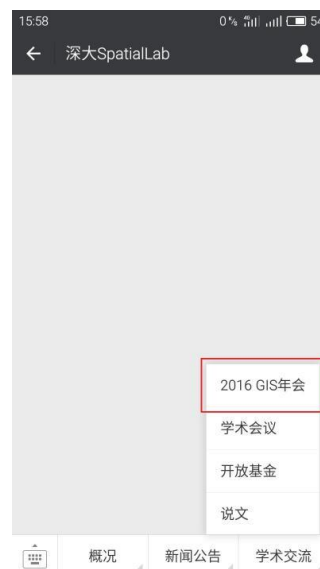 15:58
0% 54
深大SpatialLab
2016 GIS年会
学术会议
开放基金
说文
概况
新闻公告
学术交流